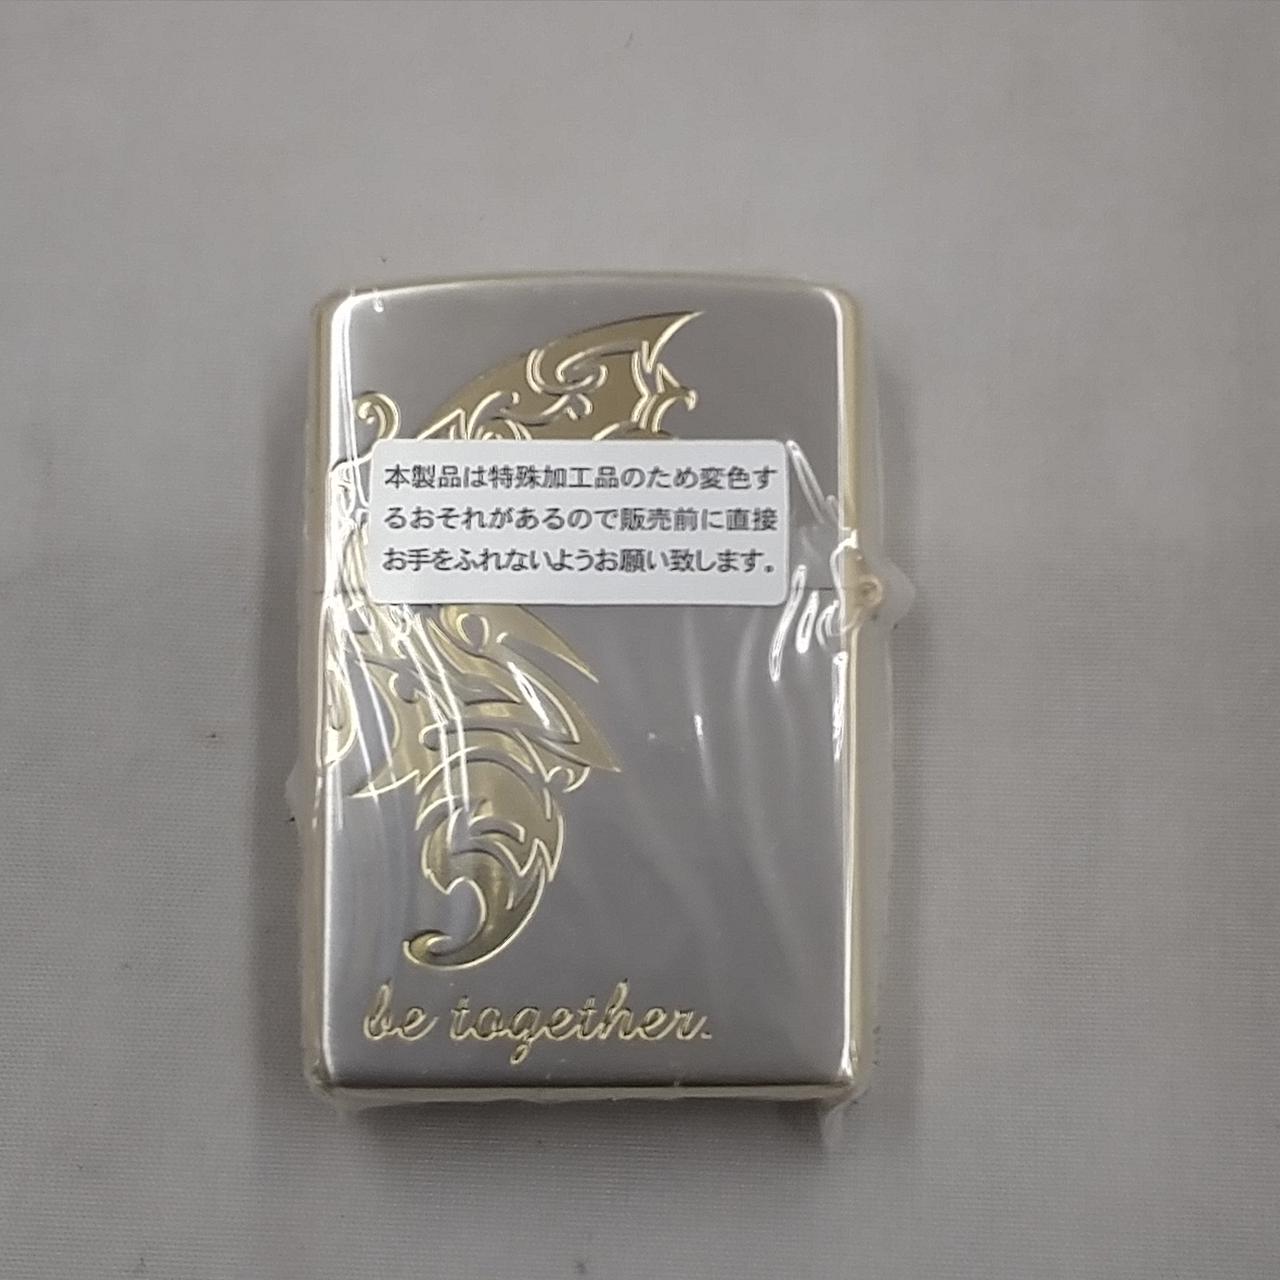 本製品は特殊加工品のため変色す
るおそれがあるので販売前に直接
お手をふれないようお願い致します。
be together.